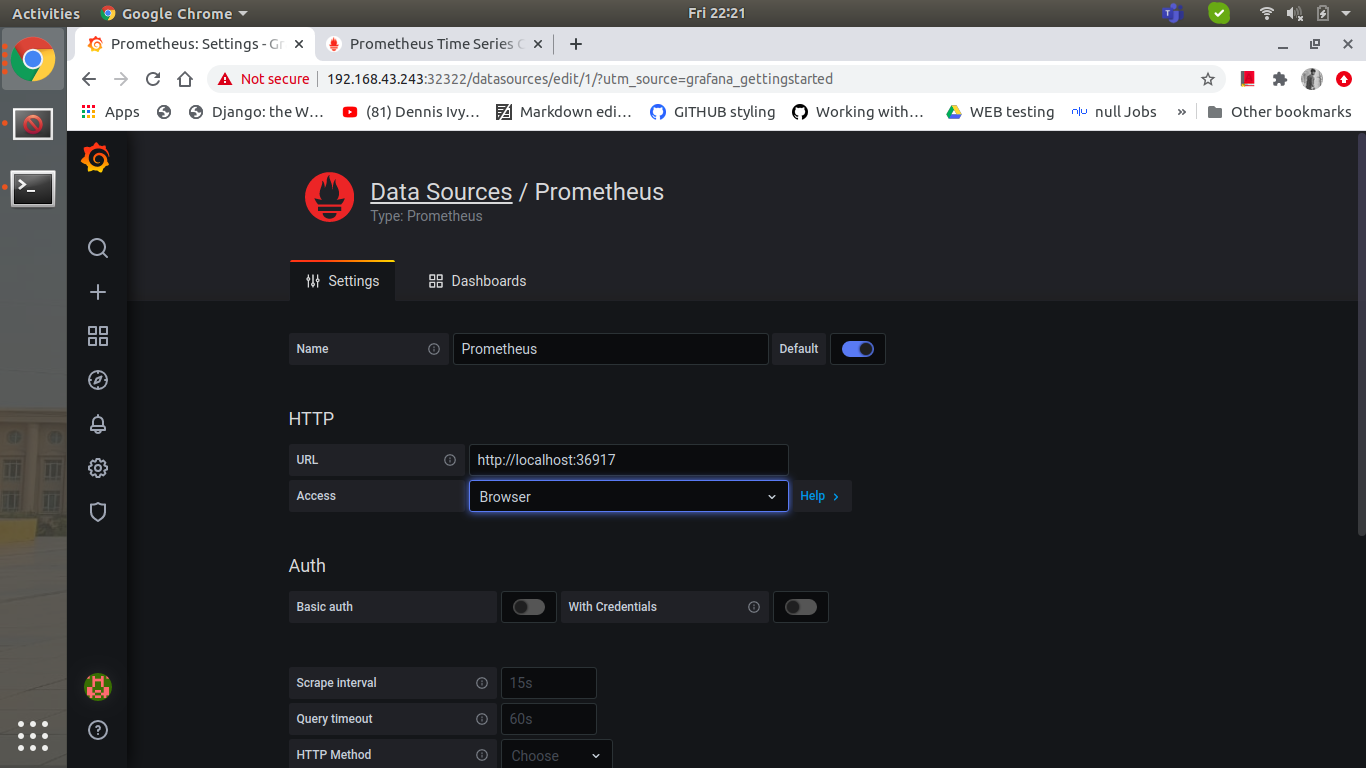 Activities Google Chrome Fri 22:21
Prometheus: Settings - Gr Prometheus Time Series C
Not secure 192.168.43.243:32322/datasources/edit/1/?utm_source=grafana_gettingstarted
Apps Django: the W… (81) Dennis Ivy… Markdown edi… GITHUB styling Working with… WEB testing null Jobs » Other bookmarks
Data Sources / Prometheus
Type: Prometheus
Settings Dashboards
Name Prometheus Default
HTTP
URL http://localhost:36917
Access Browser Help
Auth
Basic auth With Credentials
Scrape interval 15s
Query timeout 60s
HTTP Method Choose